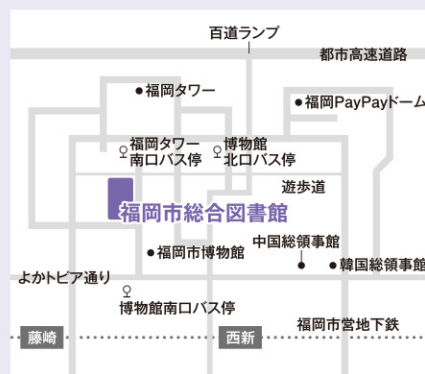 百道ランプ
都市高速道路
福岡タワー
福岡PayPayドーム
福岡タワー
南口バス停
博物館
北口バス停
遊歩道
福岡市総合図書館
中国総領事館
福岡市博物館
韓国総領事館
よかトピア通り
博物館南口バス停
福岡市営地下鉄
藤崎
西新